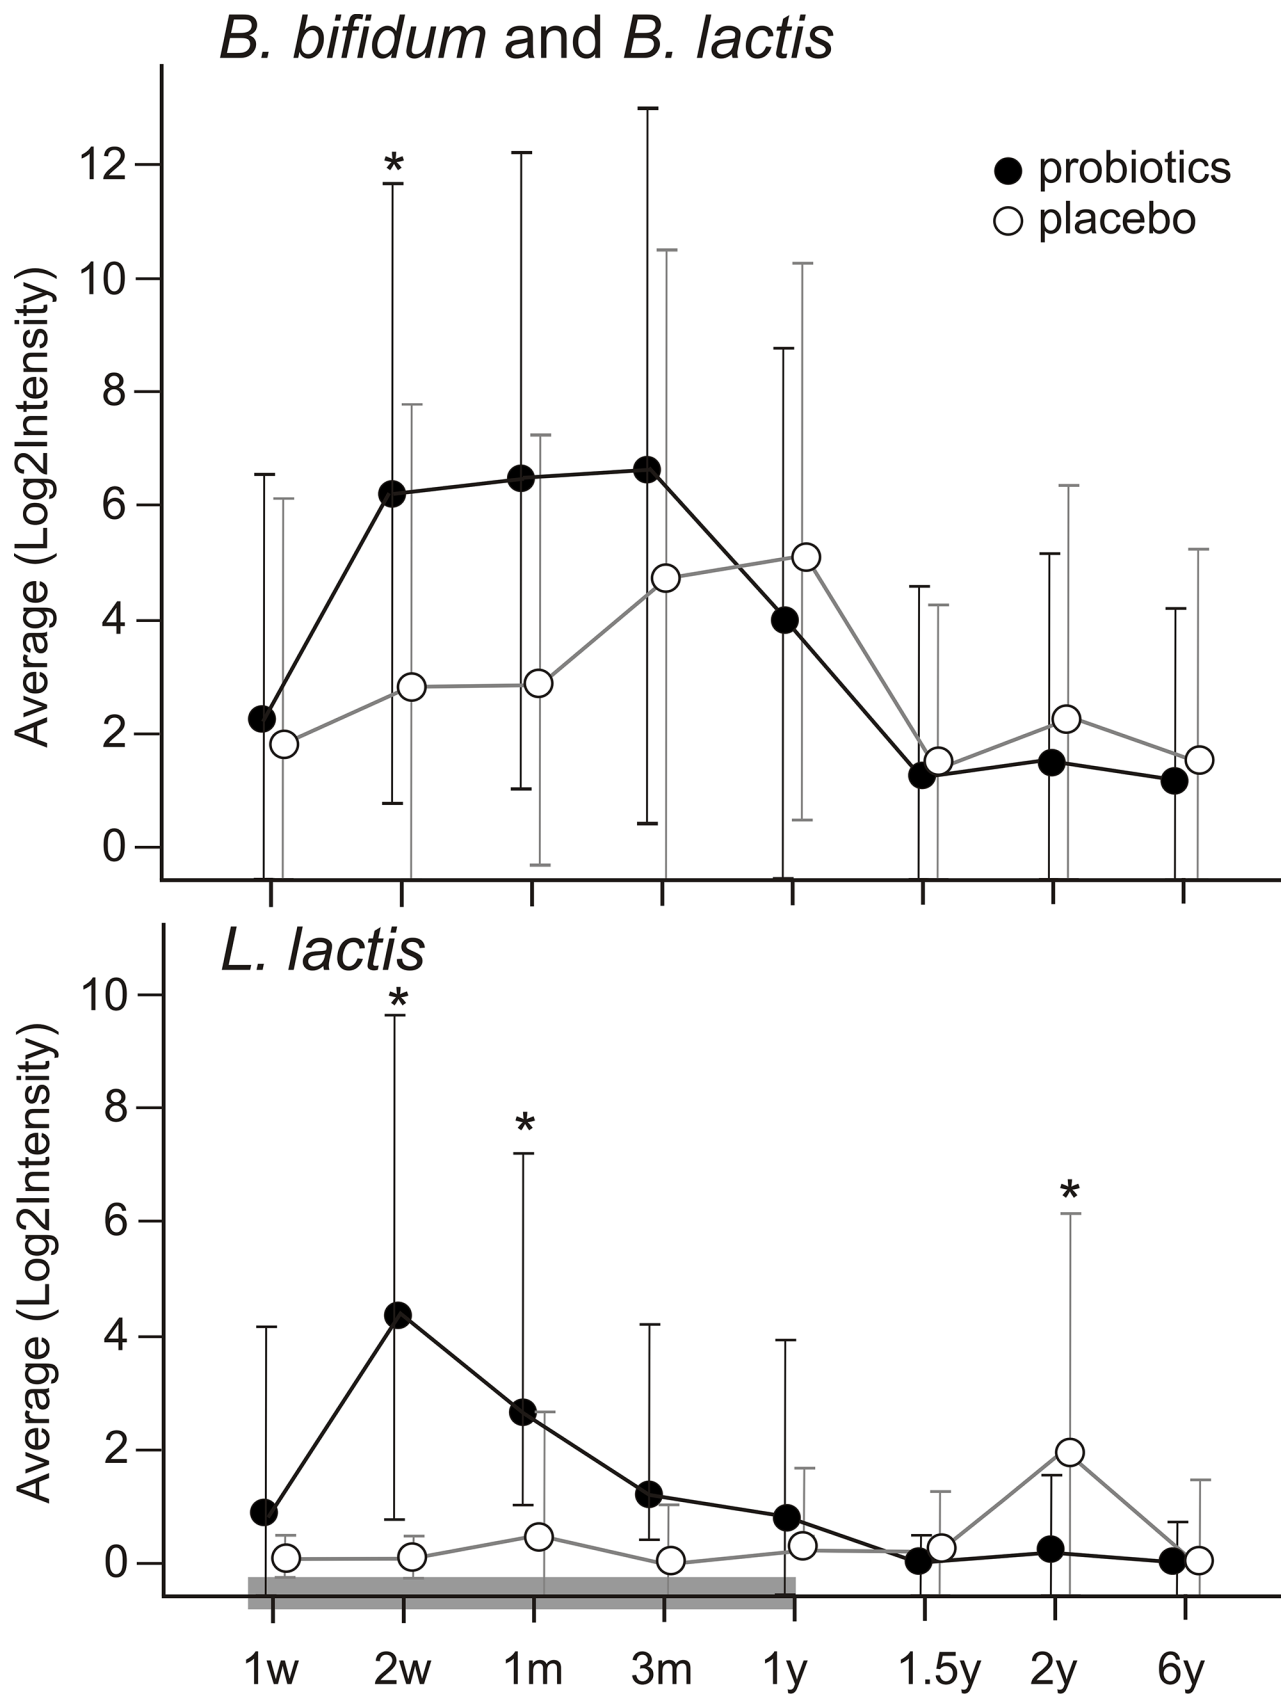 B. bifidum and B. lactis
Average (Log2Intensity)
12
10
8
6
4
2
0
*
probiotics
placebo
L. lactis
Average (Log2Intensity)
10
8
6
4
2
0
*
*
*
1w 2w 1m 3m 1y 1.5y 2y 6y